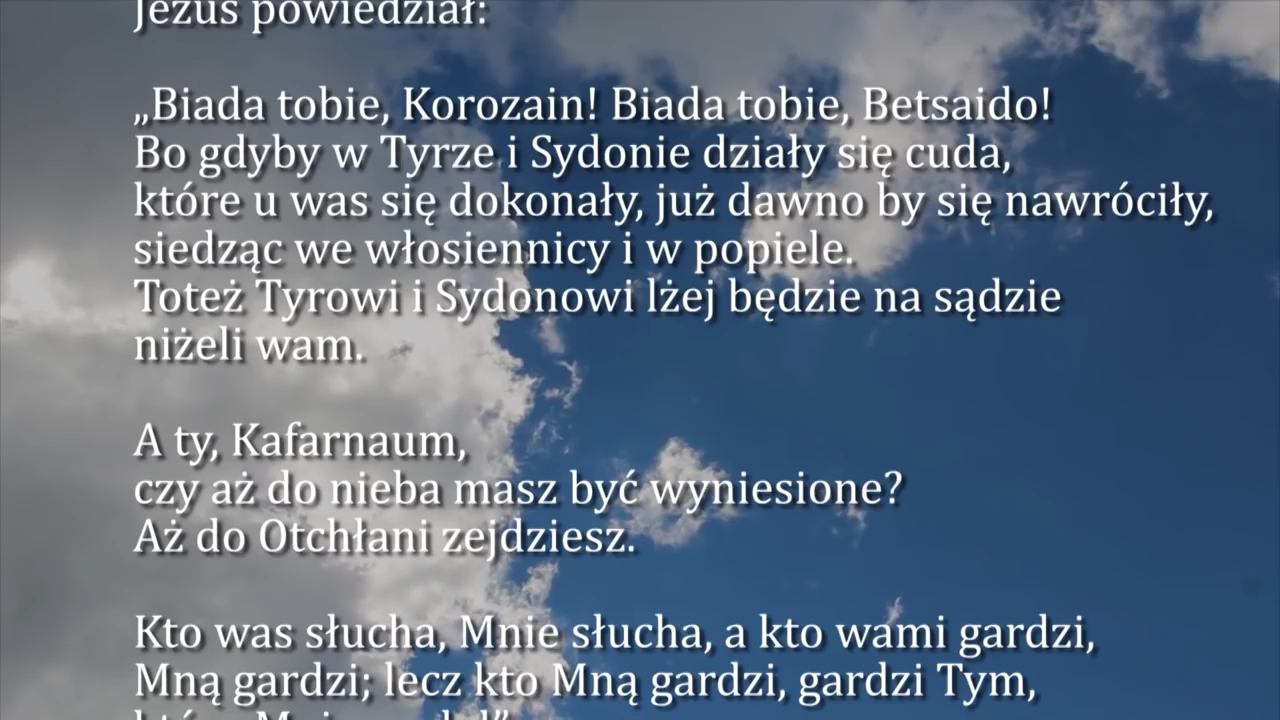 Jezus powiedział:
„Biada tobie, Korozain! Biada tobie, Betsaido!
Bo gdyby w Tyrze i Sydonie działy się cuda,
które u was się dokonały, już dawno by się nawróciły,
siedząc we włosiennicy i w popiele.
Toteż Tyrowi i Sydonowi lżej będzie na sądzie
niżeli wam.
A ty, Kafarnaum,
czy aż do nieba masz być wyniesione?
Aż do Otchłani zejdziesz.
Kto was słucha, Mnie słucha, a kto wami gardzi,
Mną gardzi; lecz kto Mną gardzi, gardzi Tym,